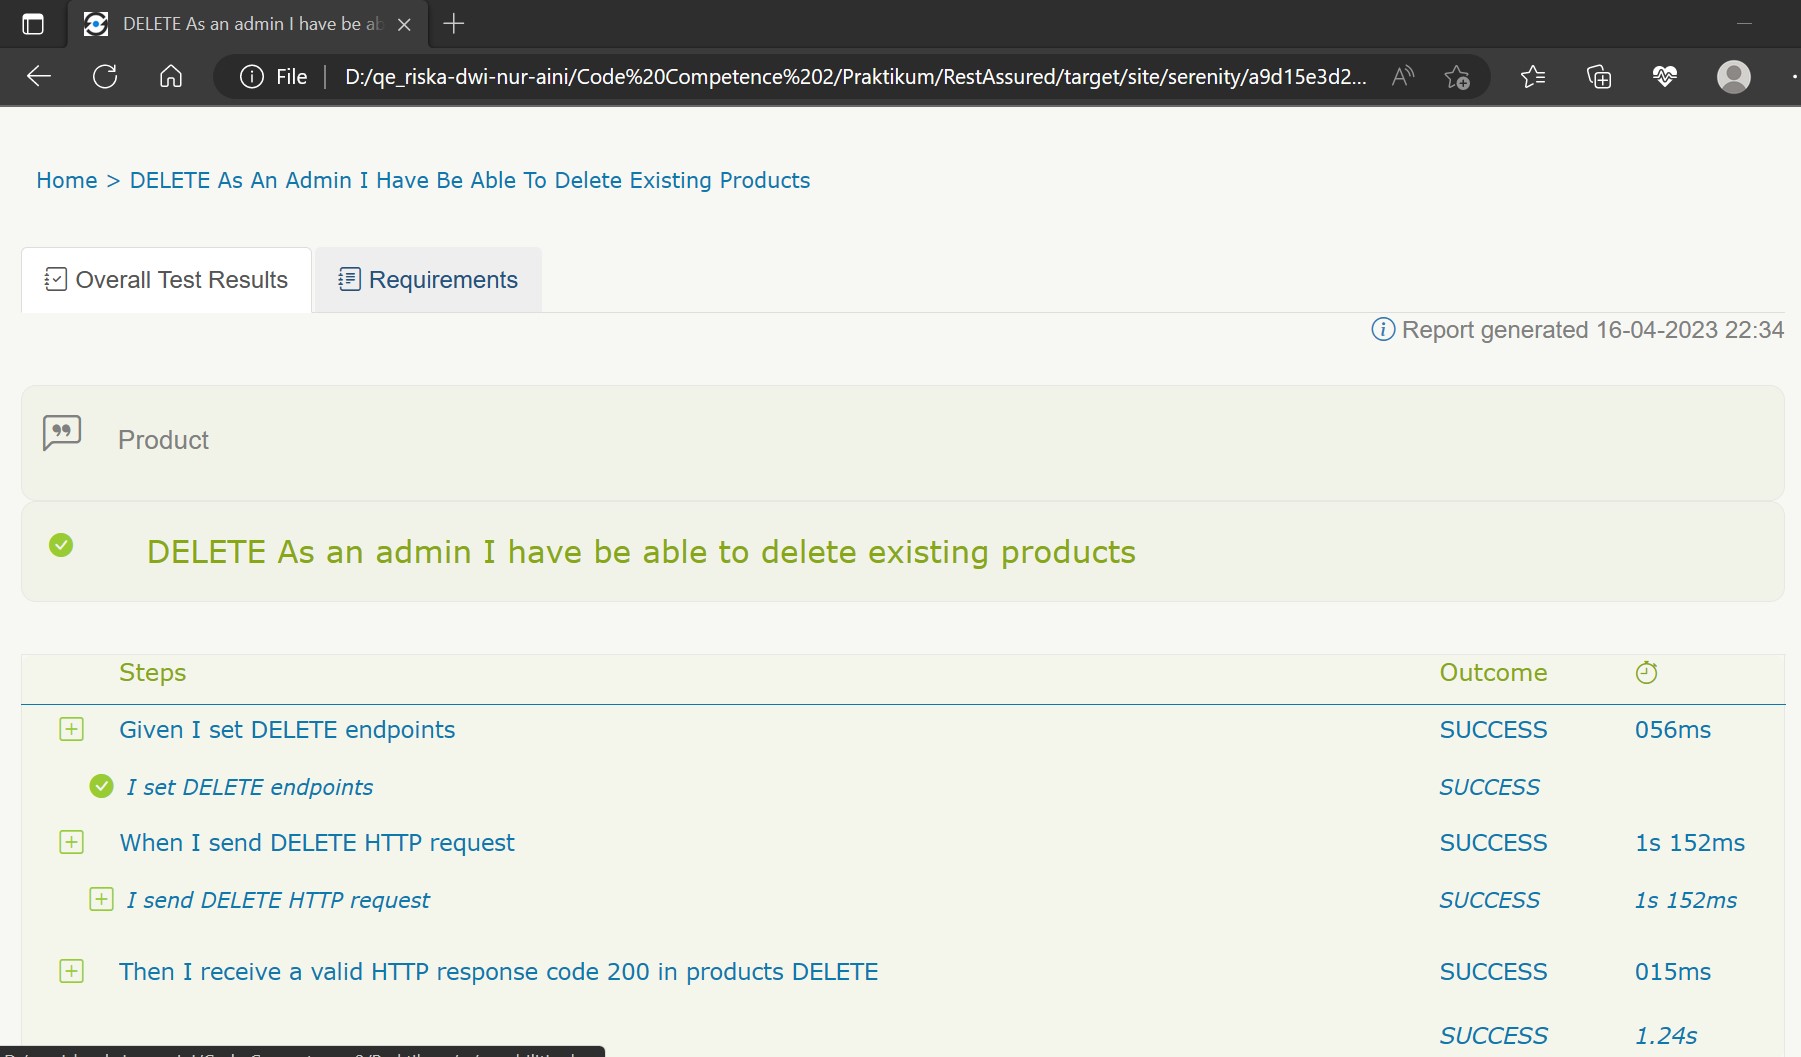 DELETE As an admin I have be ab
File D:/qe_riska-dwi-nur-aini/Code%20Competence%202/Praktikum/RestAssured/target/site/serenity/a9d15e3d2...
Home > DELETE As An Admin I Have Be Able To Delete Existing Products
Overall Test Results Requirements
Report generated 16-04-2023 22:34
Product
DELETE As an admin I have be able to delete existing products
Steps Outcome
Given I set DELETE endpoints SUCCESS 056ms
I set DELETE endpoints SUCCESS
When I send DELETE HTTP request SUCCESS 1s 152ms
I send DELETE HTTP request SUCCESS 1s 152ms
Then I receive a valid HTTP response code 200 in products DELETE SUCCESS 015ms
SUCCESS 1.24s